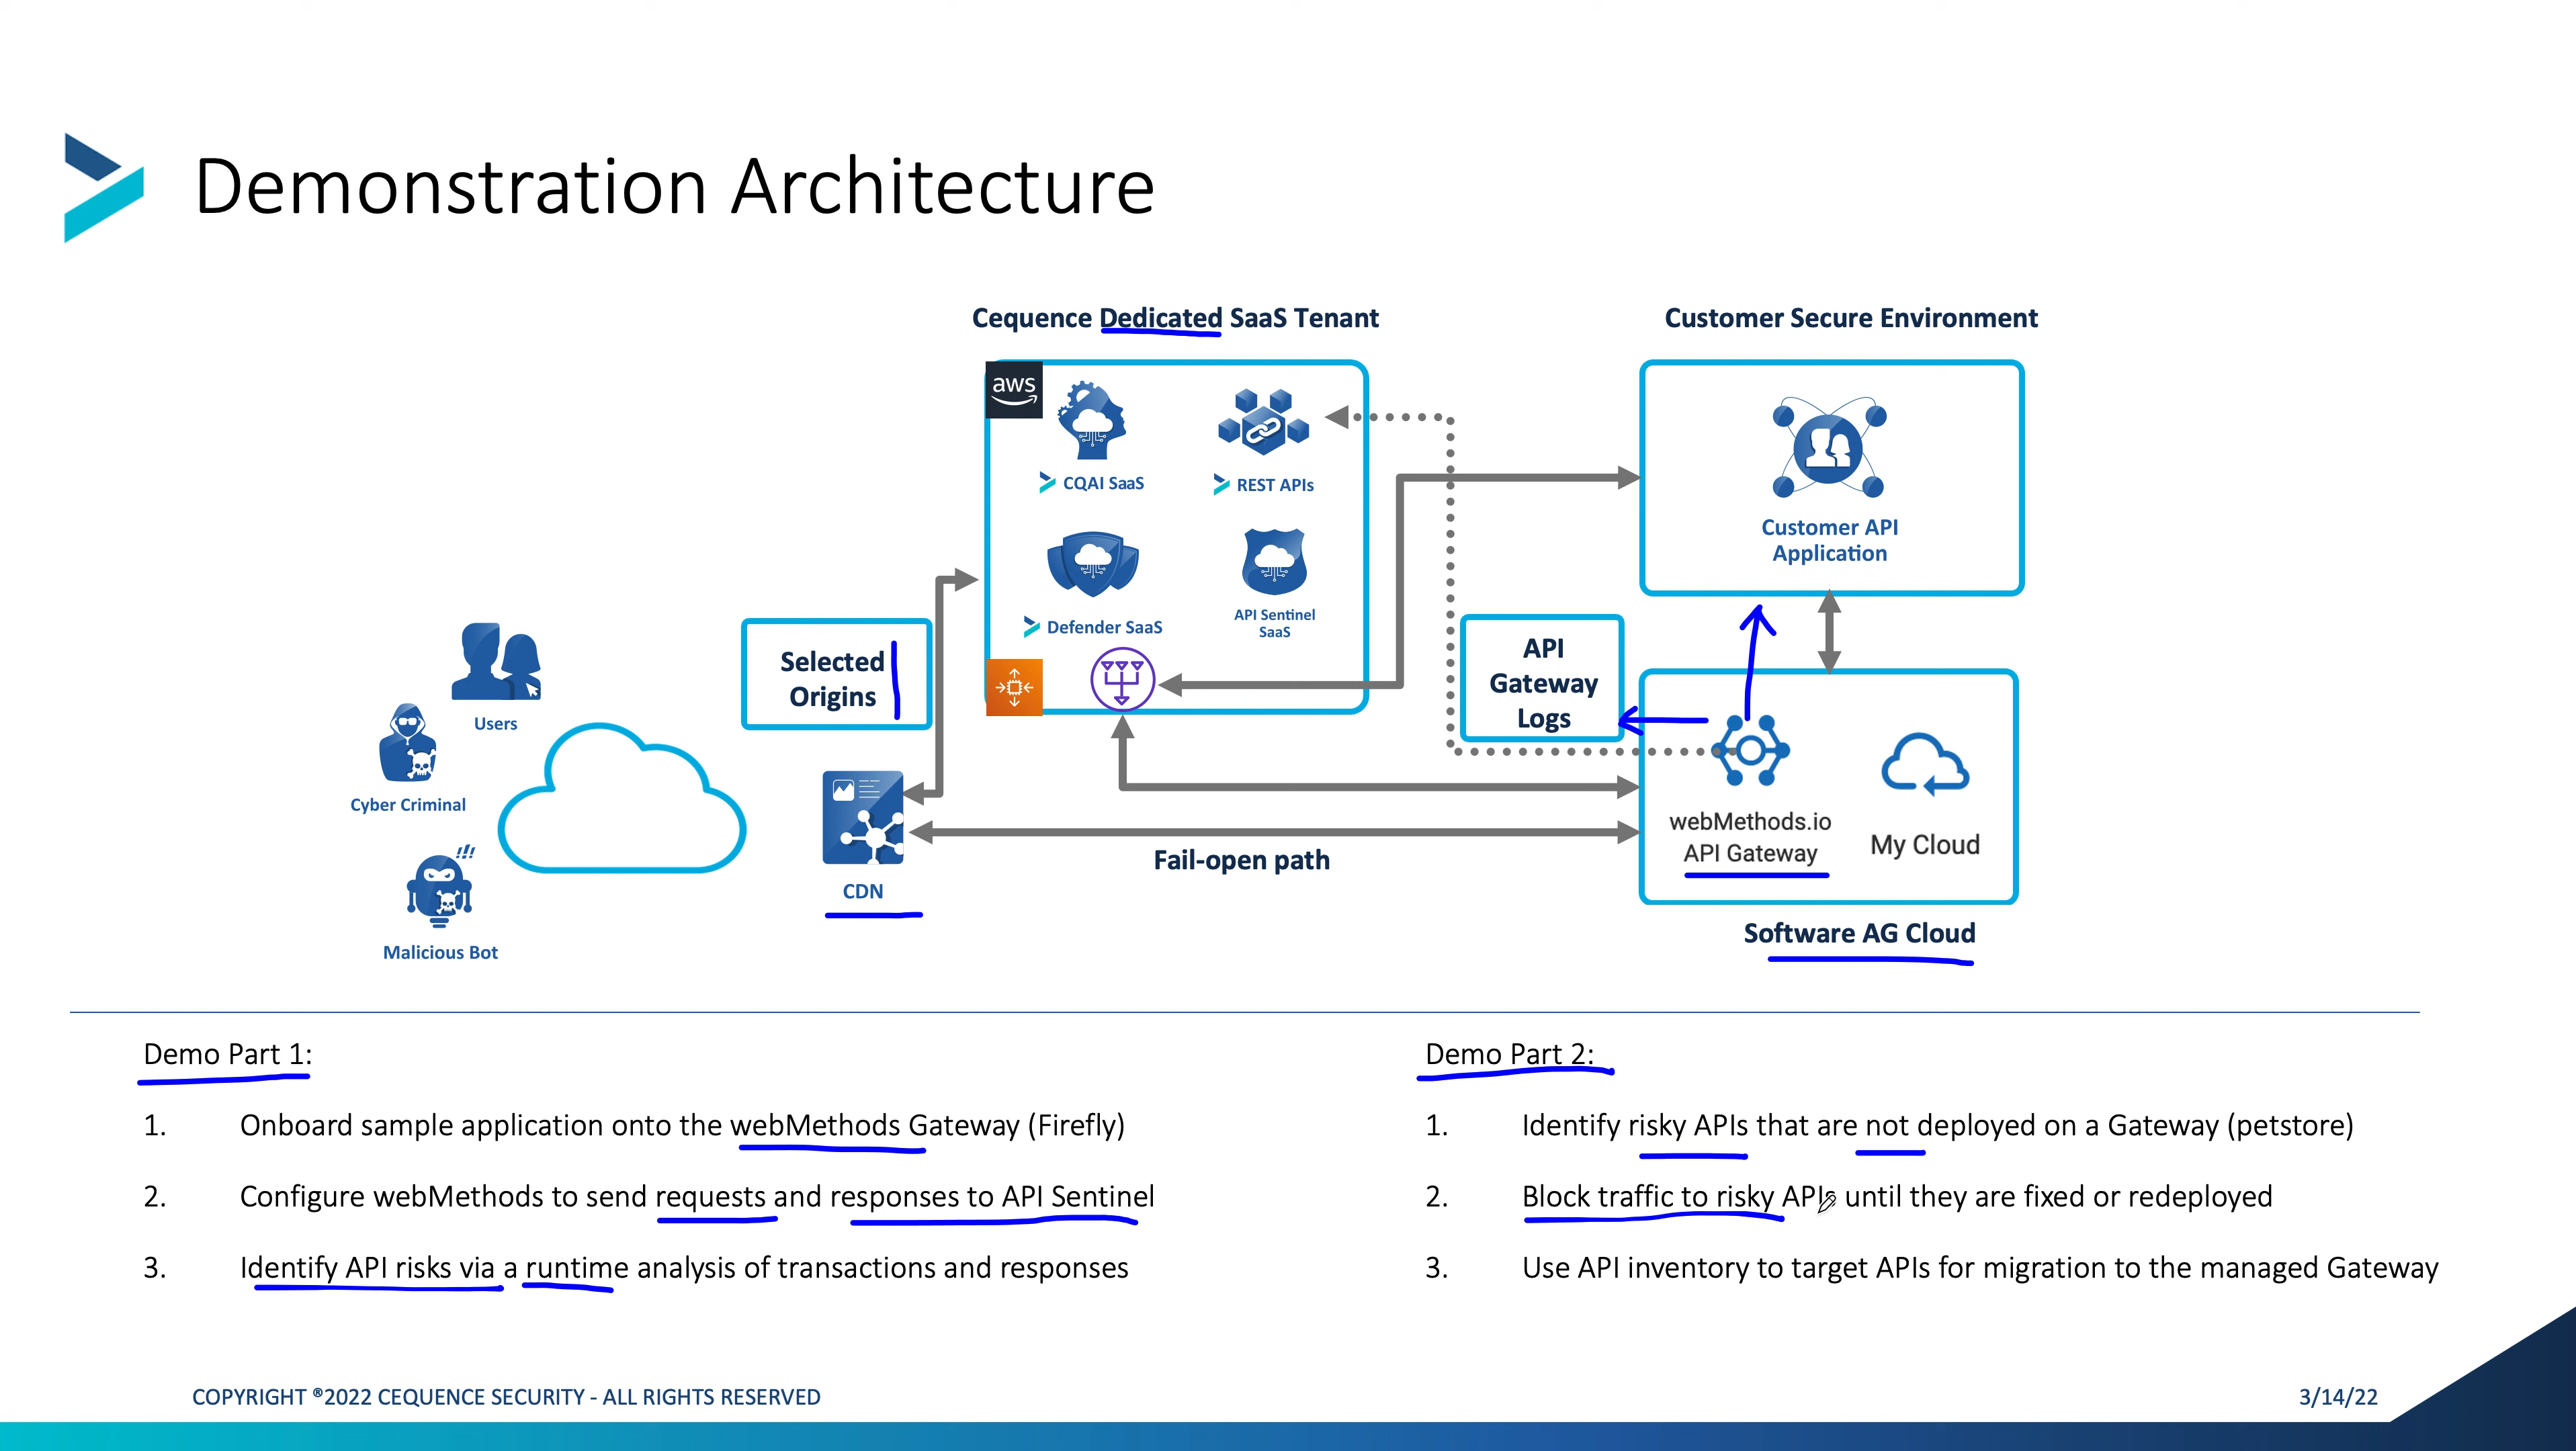 Demonstration Architecture
Cequence Dedicated SaaS Tenant
Customer Secure Environment
aws
CQAI SaaS
REST APIs
Defender SaaS
API Sentinel
SaaS
Customer API
Application
Selected
Origins
API
Gateway
Logs
Users
Cyber Criminal
Malicious Bot
CDN
Fail-open path
webMethods.io
API Gateway
My Cloud
Software AG Cloud
Demo Part 1:
1. Onboard sample application onto the webMethods Gateway (Firefly)
2. Configure webMethods to send requests and responses to API Sentinel
3. Identify API risks via a runtime analysis of transactions and responses
Demo Part 2:
1. Identify risky APIs that are not deployed on a Gateway (petstore)
2. Block traffic to risky APIs until they are fixed or redeployed
3. Use API inventory to target APIs for migration to the managed Gateway
COPYRIGHT ®2022 CEQUENCE SECURITY - ALL RIGHTS RESERVED
3/14/22